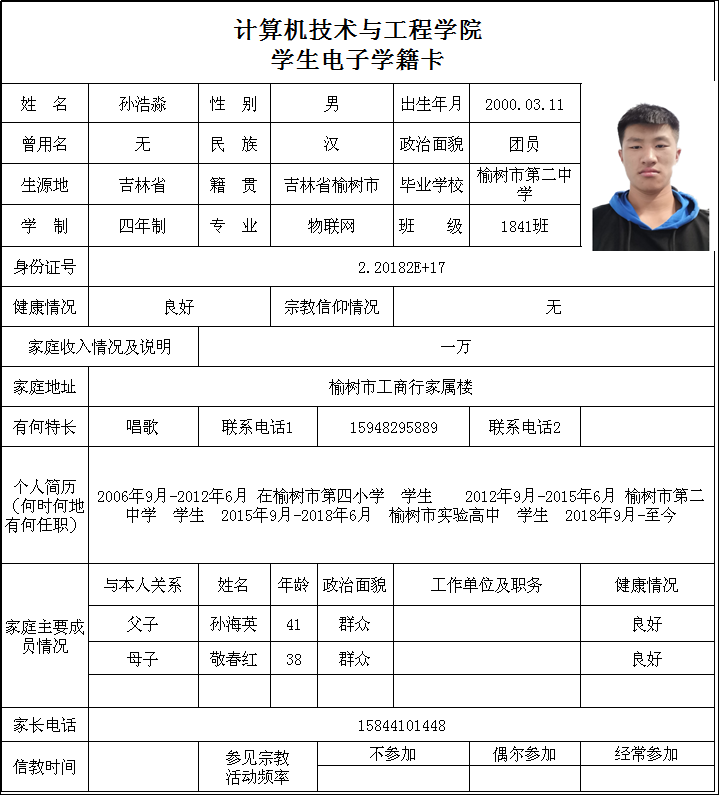 计算机技术与工程学院
学生电子学籍卡
姓 名 孙浩淼 性 别 男 出生年月 2000.03.11
曾用名 无 民 族 汉 政治面貌 团员
生源地 吉林省 籍 贯 吉林省榆树市 毕业学校 榆树市第二中学
学 制 四年制 专 业 物联网 班 级 1841班
身份证号 2.20182E+17
健康情况 良好 宗教信仰情况 无
家庭收入情况及说明 一万
家庭地址 榆树市工商行家属楼
有何特长 唱歌 联系电话1 15948295889 联系电话2
个人简历
（何时何地
有何任职）
2006年9月-2012年6月 在榆树市第四小学 学生 2012年9月-2015年6月 榆树市第二
中学 学生 2015年9月-2018年6月 榆树市实验高中 学生 2018年9月-至今
家庭主要成
员情况
与本人关系 姓名 年龄 政治面貌 工作单位及职务 健康情况
父子 孙海英 41 群众 良好
母子 敬春红 38 群众 良好
家长电话 15844101448
信教时间 参见宗教
活动频率
不参加 偶尔参加 经常参加